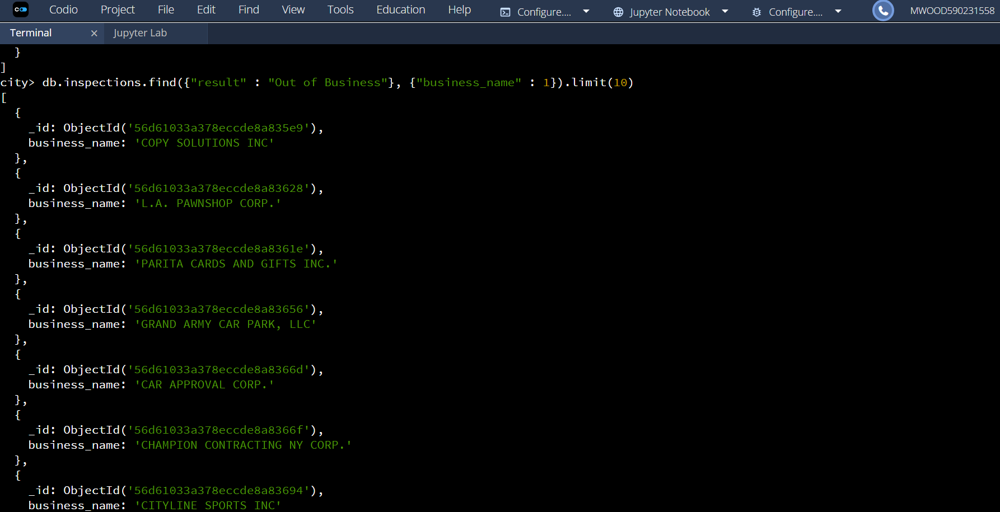 Codio Project File Edit Find View Tools Education Help Configure.... Jupyter Notebook Configure.... MWOOD590231558
Terminal × Jupyter Lab
  }
]
city> db.inspections.find({"result" : "Out of Business"}, {"business_name" : 1}).limit(10)
[
  {
    _id: ObjectId('56d61033a378eccde8a835e9'),
    business_name: 'COPY SOLUTIONS INC'
  },
  {
    _id: ObjectId('56d61033a378eccde8a83628'),
    business_name: 'L.A. PAWNSHOP CORP.'
  },
  {
    _id: ObjectId('56d61033a378eccde8a8361e'),
    business_name: 'PARITA CARDS AND GIFTS INC.'
  },
  {
    _id: ObjectId('56d61033a378eccde8a83656'),
    business_name: 'GRAND ARMY CAR PARK, LLC'
  },
  {
    _id: ObjectId('56d61033a378eccde8a8366d'),
    business_name: 'CAR APPROVAL CORP.'
  },
  {
    _id: ObjectId('56d61033a378eccde8a8366f'),
    business_name: 'CHAMPION CONTRACTING NY CORP.'
  },
  {
    _id: ObjectId('56d61033a378eccde8a83694'),
    business_name: 'CITYLINE SPORTS INC'